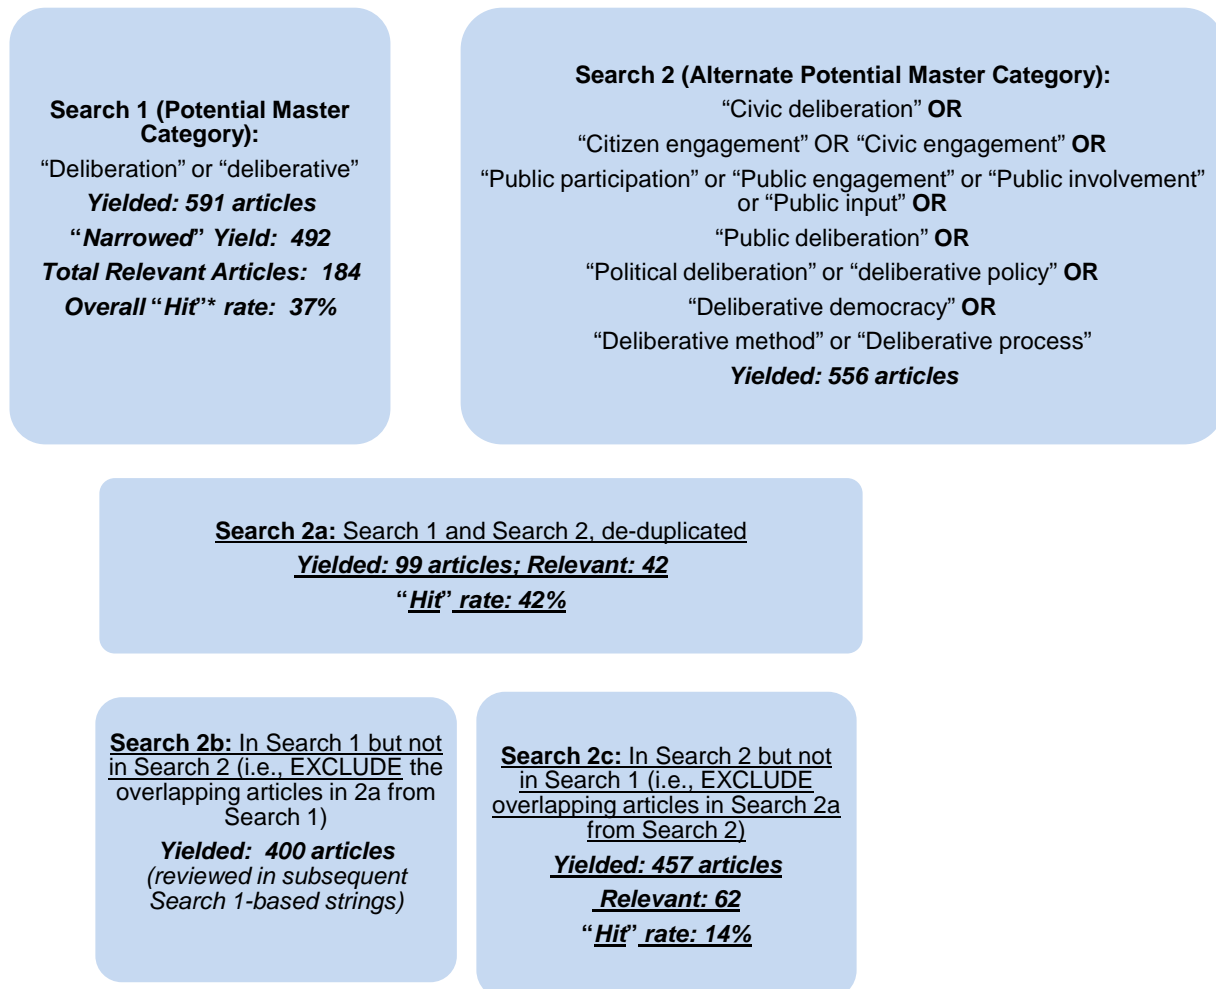 Search 1 (Potential Master
Category):
“Deliberation” or “deliberative”
Yielded: 591 articles
“Narrowed” Yield:  492
Total Relevant Articles:  184
Overall “Hit”* rate:  37%
Search 2 (Alternate Potential Master Category):
“Civic deliberation” OR
“Citizen engagement” OR “Civic engagement” OR
“Public participation” or “Public engagement” or “Public involvement”
or “Public input” OR
“Public deliberation” OR
“Political deliberation” or “deliberative policy” OR
“Deliberative democracy” OR
“Deliberative method” or “Deliberative process”
Yielded: 556 articles
Search 2a: Search 1 and Search 2, de-duplicated
Yielded: 99 articles; Relevant: 42
“Hit” rate: 42%
Search 2b: In Search 1 but not
in Search 2 (i.e., EXCLUDE the
overlapping articles in 2a from
Search 1)
Yielded:  400 articles
(reviewed in subsequent
Search 1-based strings)
Search 2c: In Search 2 but not
in Search 1 (i.e., EXCLUDE
overlapping articles in Search 2a
from Search 2)
Yielded: 457 articles
Relevant: 62
“Hit” rate: 14%